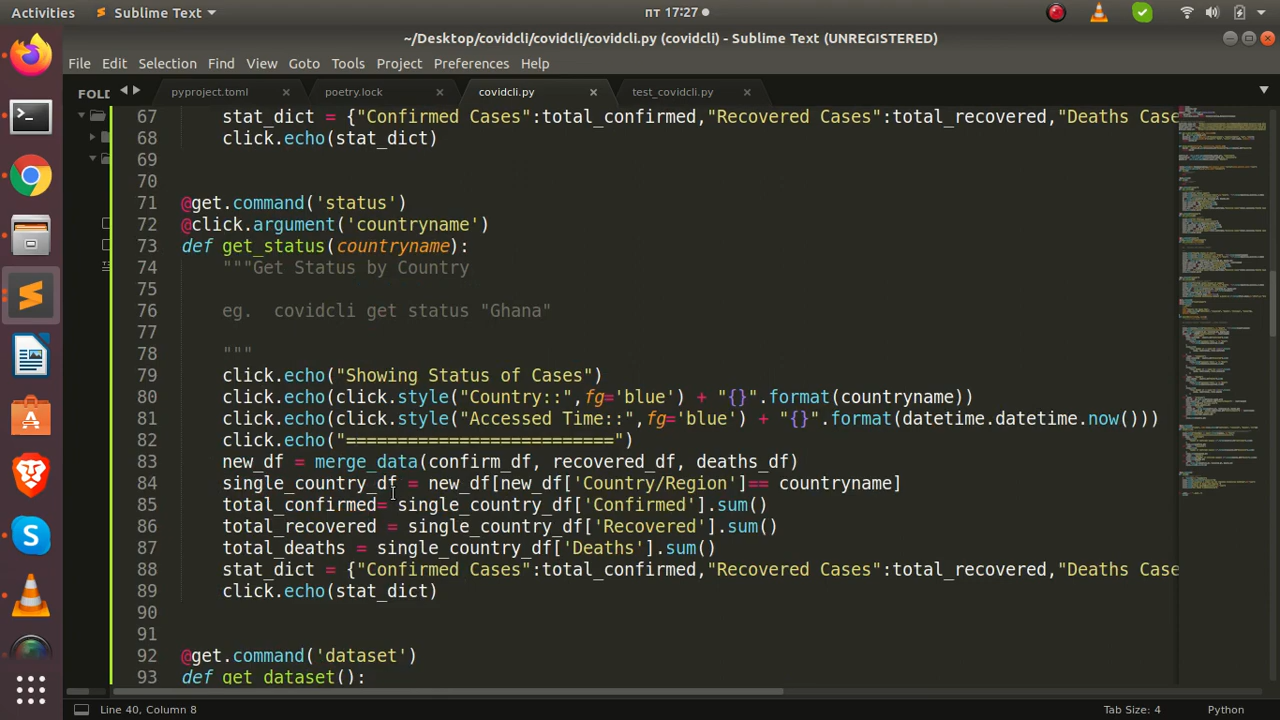 Activities Sublime Text пт 17:27
~/Desktop/covidcli/covidcli/covidcli.py (covidcli) - Sublime Text (UNREGISTERED)
File Edit Selection Find View Goto Tools Project Preferences Help
FOLD pyproject.toml poetry.lock covidcli.py test_covidcli.py
67 stat_dict = {"Confirmed Cases":total_confirmed,"Recovered Cases":total_recovered,"Deaths Case
68 click.echo(stat_dict)
69
70
71 @get.command('status')
72 @click.argument('countryname')
73 def get_status(countryname):
74 """Get Status by Country
75
76 eg. covidcli get status "Ghana"
77
78 """
79 click.echo("Showing Status of Cases")
80 click.echo(click.style("Country::",fg='blue') + "{}".format(countryname))
81 click.echo(click.style("Accessed Time::",fg='blue') + "{}".format(datetime.datetime.now()))
82 click.echo("==========================")
83 new_df = merge_data(confirm_df, recovered_df, deaths_df)
84 single_country_df = new_df[new_df['Country/Region']== countryname]
85 total_confirmed= single_country_df['Confirmed'].sum()
86 total_recovered = single_country_df['Recovered'].sum()
87 total_deaths = single_country_df['Deaths'].sum()
88 stat_dict = {"Confirmed Cases":total_confirmed,"Recovered Cases":total_recovered,"Deaths Case
89 click.echo(stat_dict)
90
91
92 @get.command('dataset')
93 def get_dataset():
Line 40, Column 8 Tab Size: 4 Python